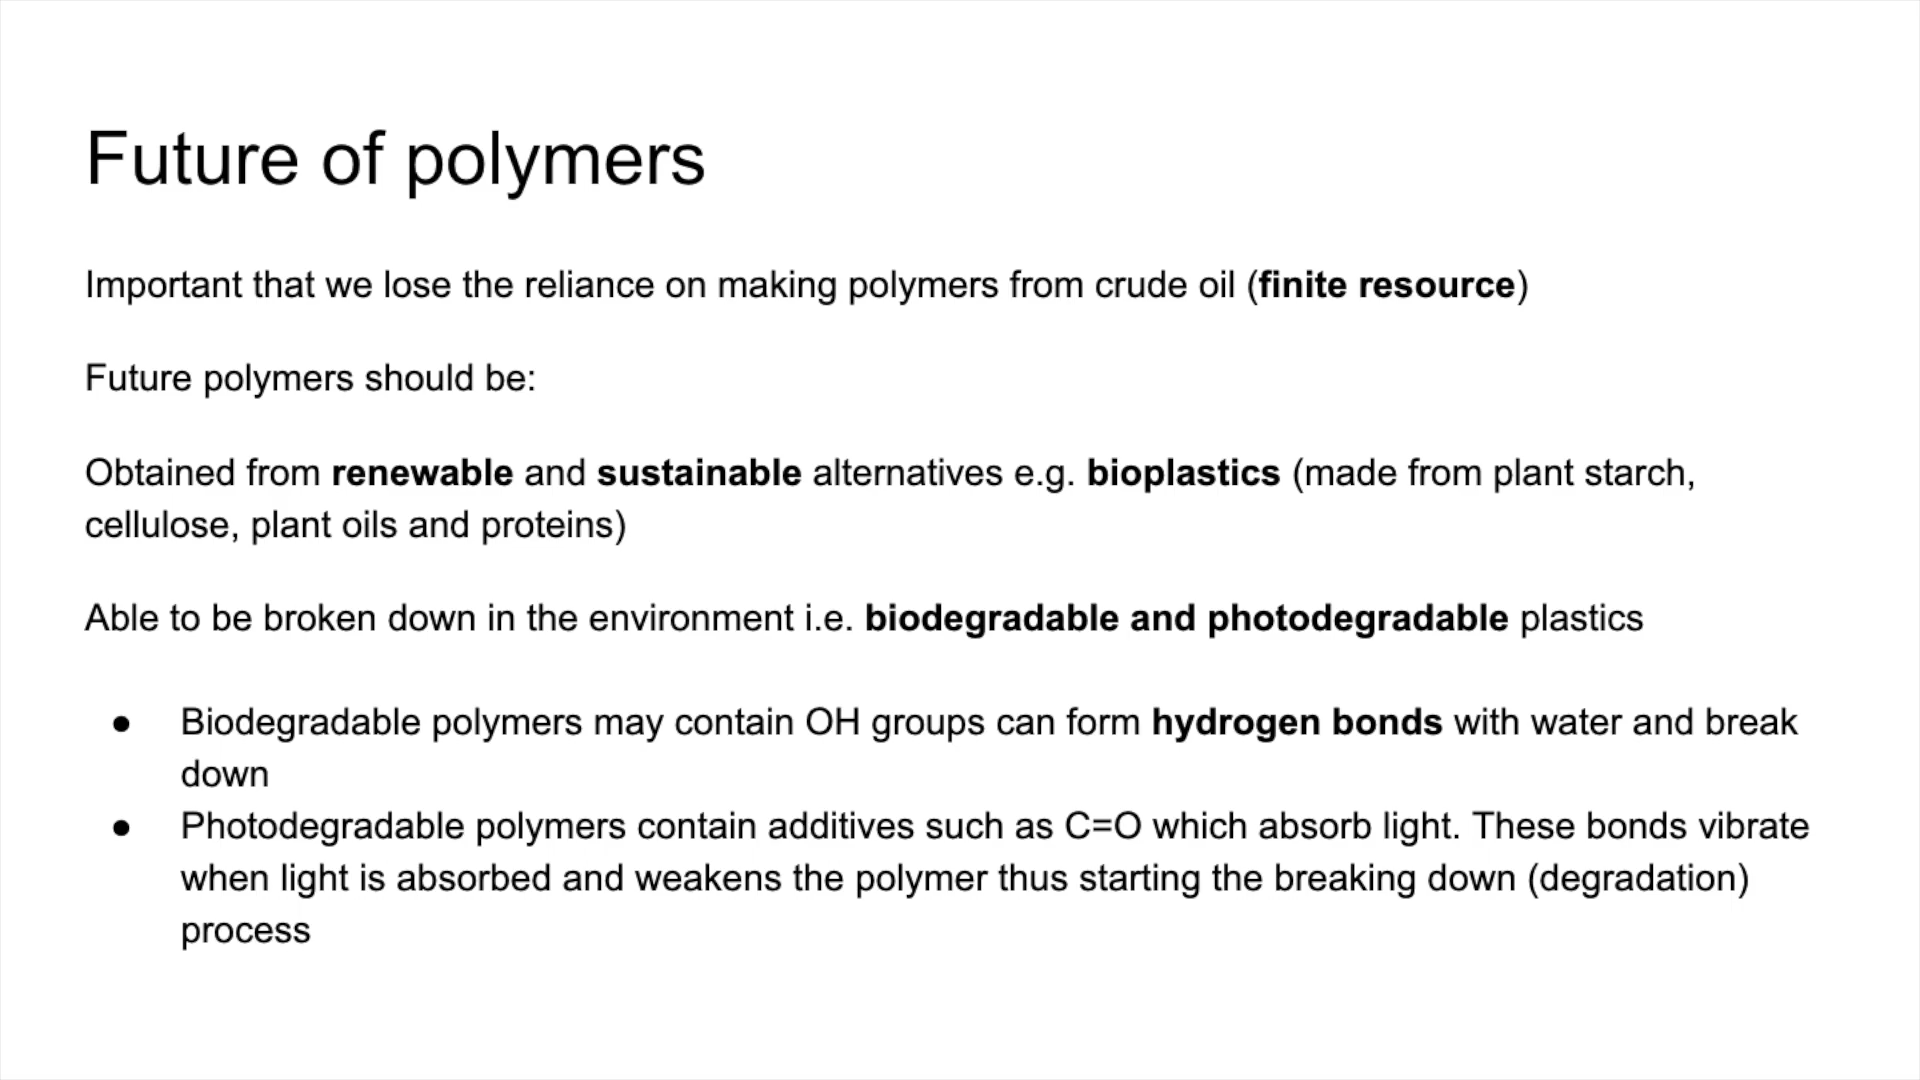 Future of polymers
Important that we lose the reliance on making polymers from crude oil (finite resource)
Future polymers should be:
Obtained from renewable and sustainable alternatives e.g. bioplastics (made from plant starch,
cellulose, plant oils and proteins)
Able to be broken down in the environment i.e. biodegradable and photodegradable plastics
● Biodegradable polymers may contain OH groups can form hydrogen bonds with water and break
down
● Photodegradable polymers contain additives such as C=O which absorb light. These bonds vibrate
when light is absorbed and weakens the polymer thus starting the breaking down (degradation)
process